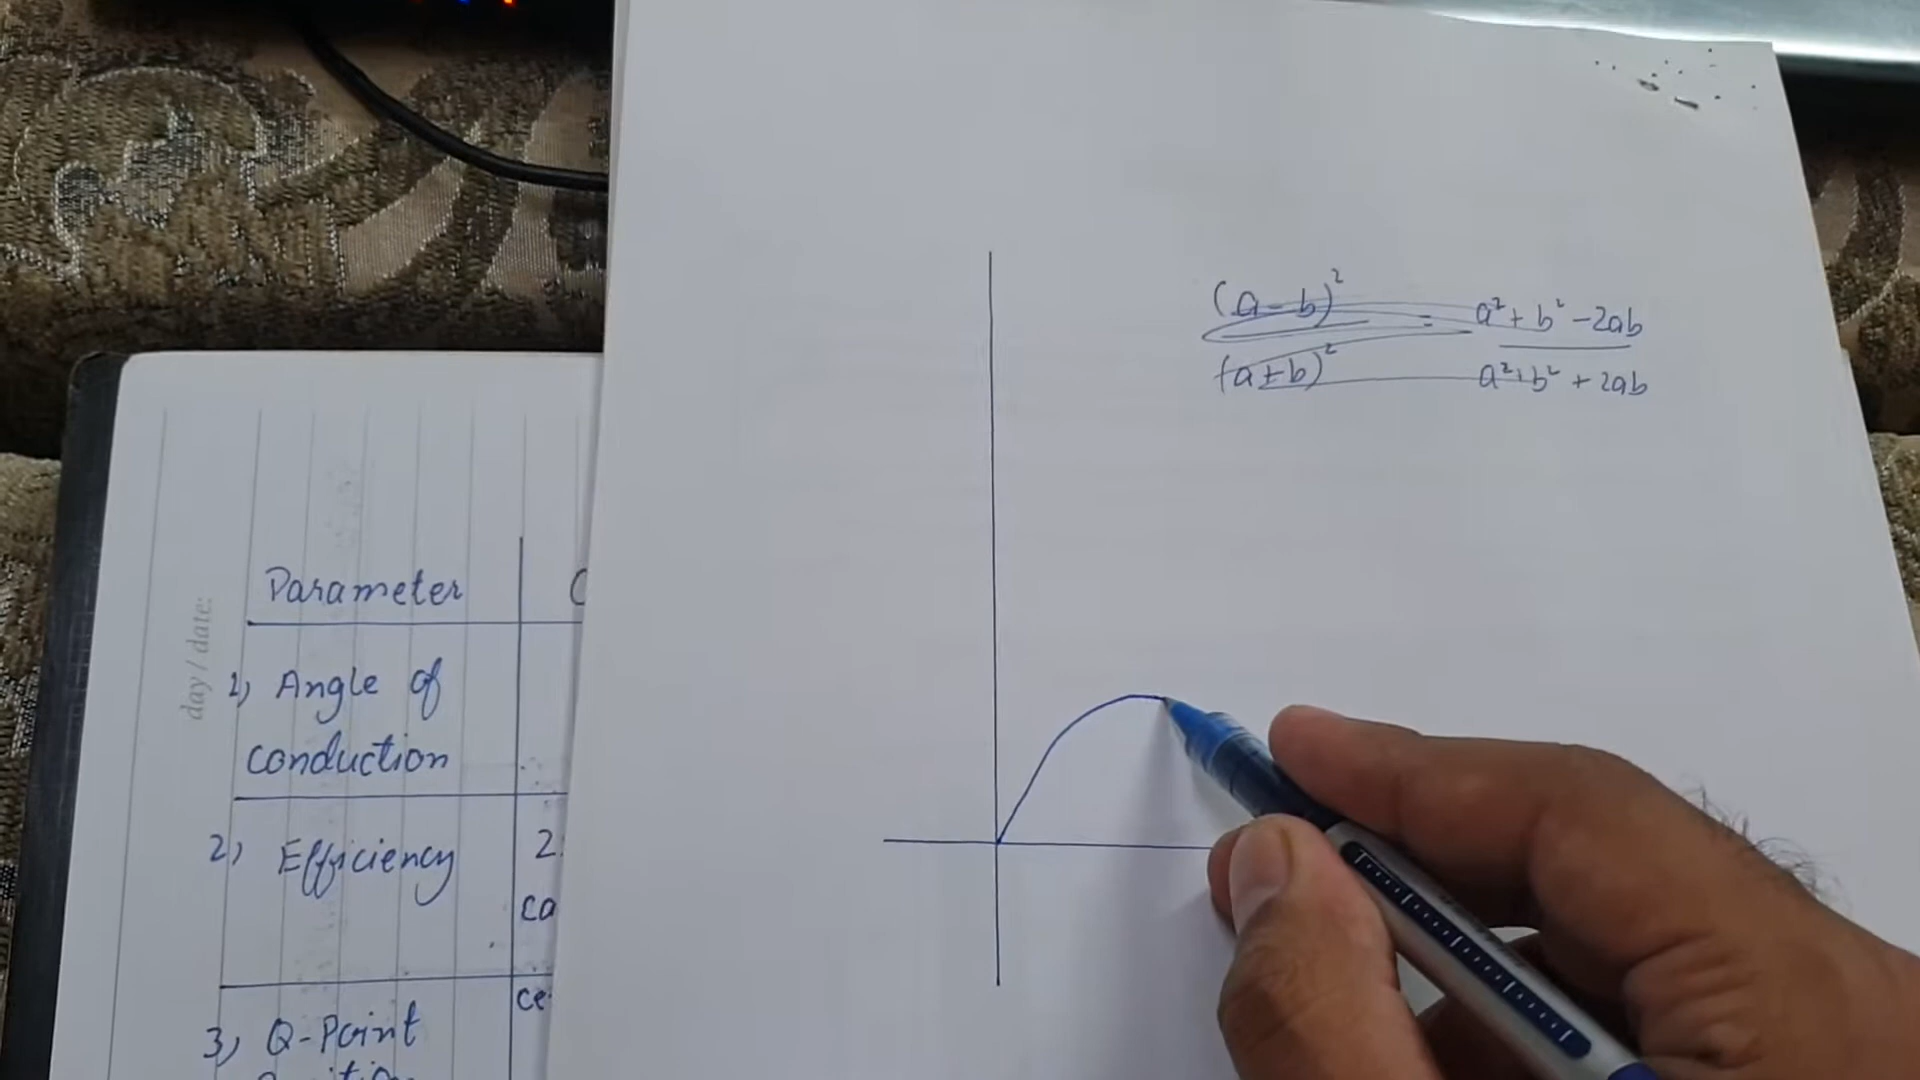 (a-b)² = a² + b² - 2ab
(a+b)² a²+b² + 2ab
day / date:
Parameter C
1) Angle of
conduction
2) Efficiency 2
ca
3) Q-Point ce